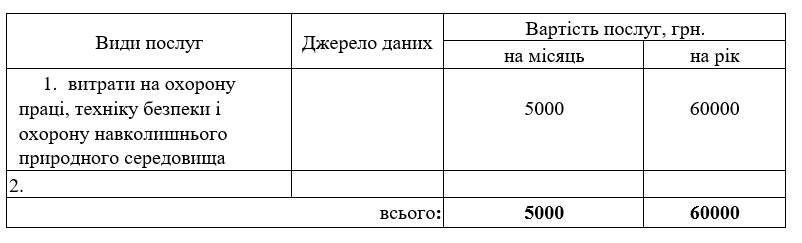 Види послуг
Джерело даних
Вартість послуг, грн.
на місяць
на рік
1. витрати на охорону
праці, техніку безпеки і
охорону навколишнього
природного середовища
5000
60000
2.
всього:
5000
60000